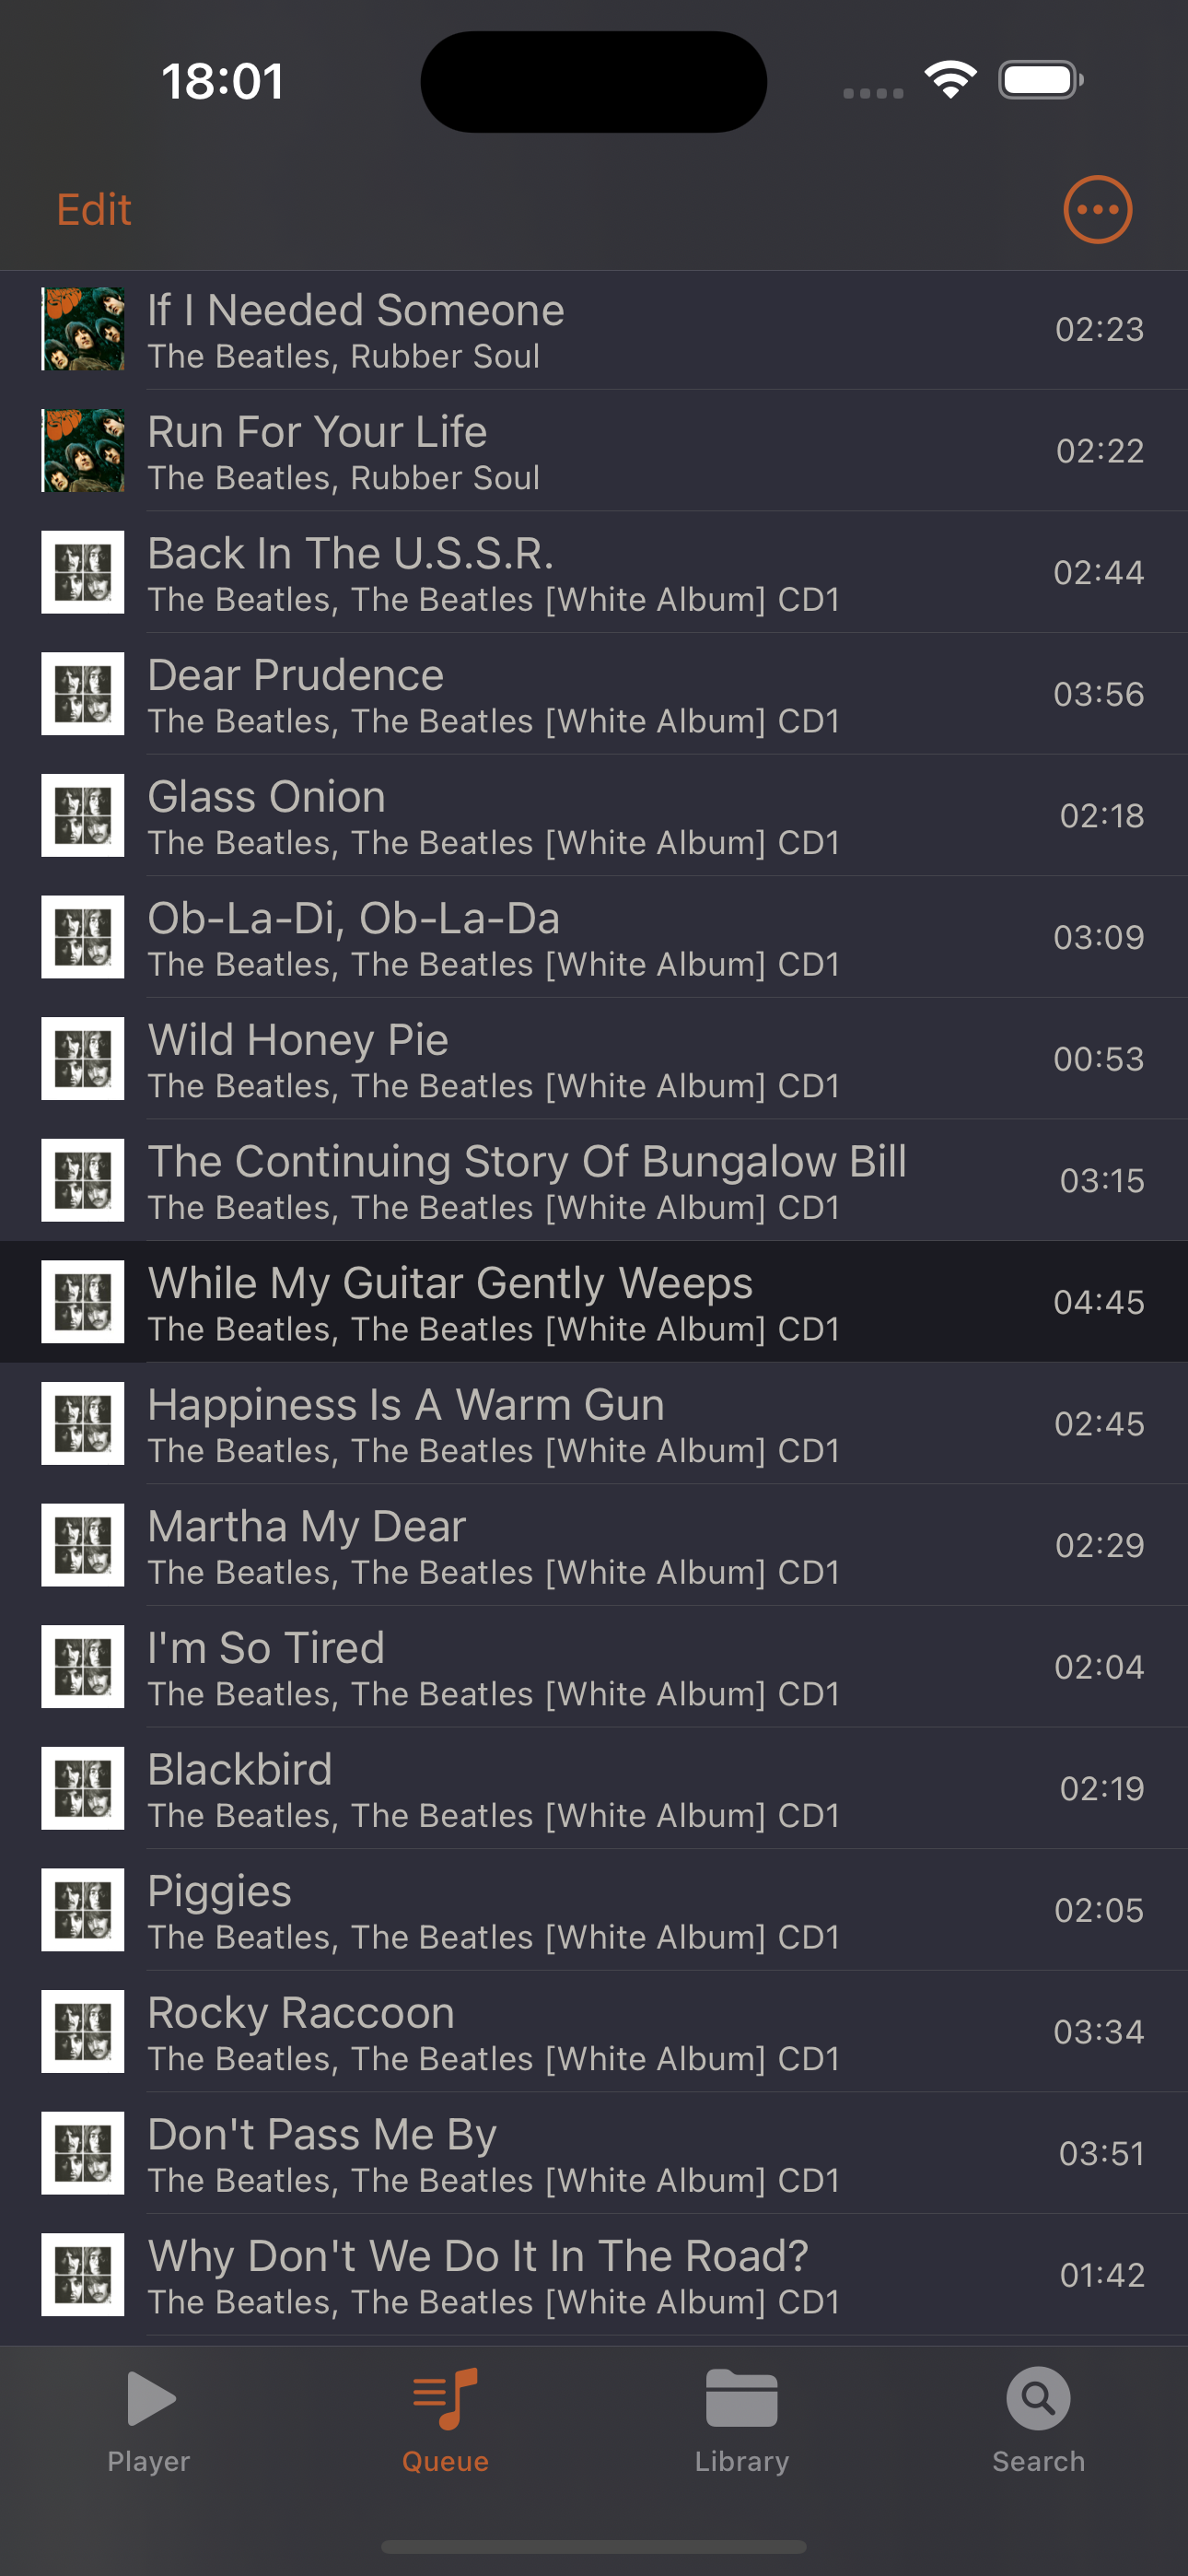 18:01
Edit
If I Needed Someone
The Beatles, Rubber Soul
02:23
Run For Your Life
The Beatles, Rubber Soul
02:22
Back In The U.S.S.R.
The Beatles, The Beatles [White Album] CD1
02:44
Dear Prudence
The Beatles, The Beatles [White Album] CD1
03:56
Glass Onion
The Beatles, The Beatles [White Album] CD1
02:18
Ob-La-Di, Ob-La-Da
The Beatles, The Beatles [White Album] CD1
03:09
Wild Honey Pie
The Beatles, The Beatles [White Album] CD1
00:53
The Continuing Story Of Bungalow Bill
The Beatles, The Beatles [White Album] CD1
03:15
While My Guitar Gently Weeps
The Beatles, The Beatles [White Album] CD1
04:45
Happiness Is A Warm Gun
The Beatles, The Beatles [White Album] CD1
02:45
Martha My Dear
The Beatles, The Beatles [White Album] CD1
02:29
I'm So Tired
The Beatles, The Beatles [White Album] CD1
02:04
Blackbird
The Beatles, The Beatles [White Album] CD1
02:19
Piggies
The Beatles, The Beatles [White Album] CD1
02:05
Rocky Raccoon
The Beatles, The Beatles [White Album] CD1
03:34
Don't Pass Me By
The Beatles, The Beatles [White Album] CD1
03:51
Why Don't We Do It In The Road?
The Beatles, The Beatles [White Album] CD1
01:42
Player
Queue
Library
Search